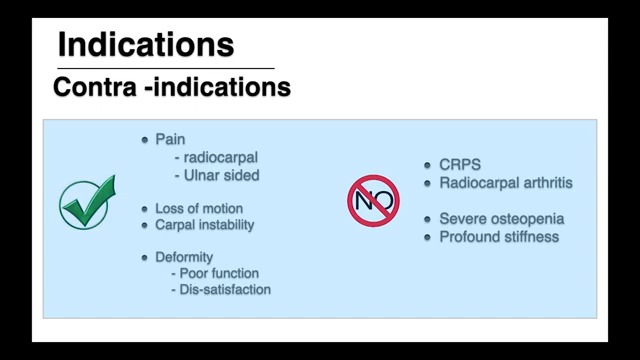 Indications
Contra -indications
• Pain
- radiocarpal
- Ulnar sided
• Loss of motion
• Carpal instability
• Deformity
- Poor function
- Dis-satisfaction
NO
• CRPS
• Radiocarpal arthritis
• Severe osteopenia
• Profound stiffness